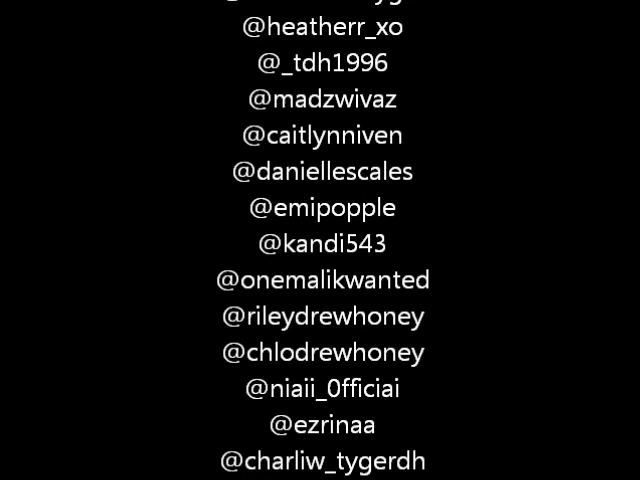 @heatherr_xo
@_tdh1996
@madzwivaz
@caitlynniven
@daniellescales
@emipopple
@kandi543
@onemalikwanted
@rileydrewhoney
@chlodrewhoney
@niaii_0fficiai
@ezrinaa
@charliw_tygerdh